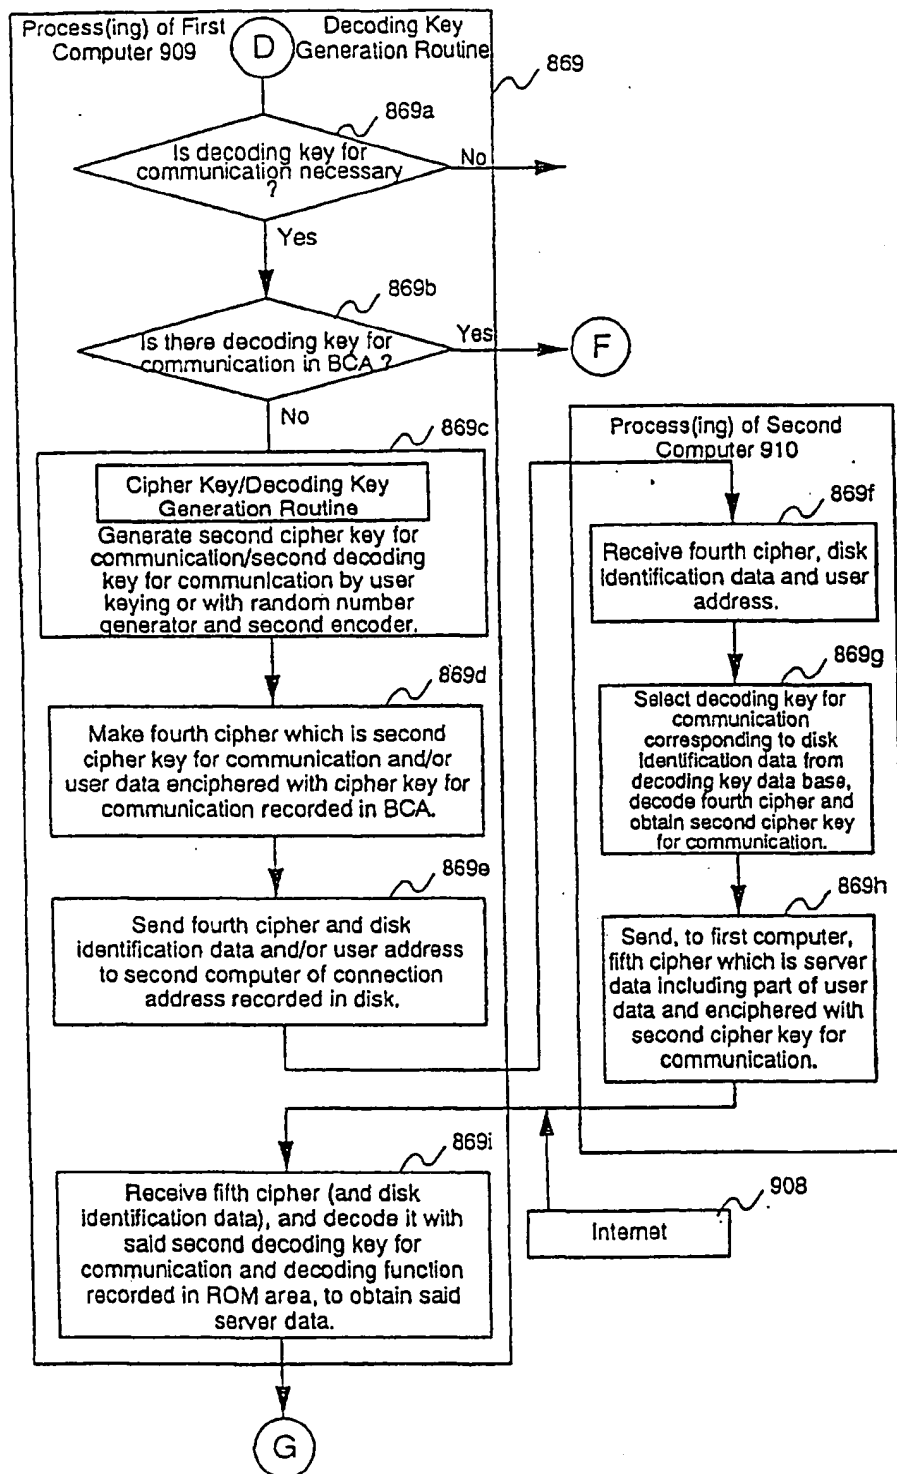 Process(ing) of First
Computer 909
D
Decoding Key
Generation Routine
869
869a
Is decoding key for
communication necessary
?
No
Yes
869b
Is there decoding key for
communication in BCA ?
Yes
F
No
869c
Cipher Key/Decoding Key
Generation Routine
Generate second cipher key for
communication/second decoding
key for communication by user
keying or with random number
generator and second encoder.
869d
Make fourth cipher which is second
cipher key for communication and/or
user data enciphered with cipher key for
communication recorded in BCA.
869e
Send fourth cipher and disk
identification data and/or user address
to second computer of connection
address recorded in disk.
Process(ing) of Second
Computer 910
869f
Receive fourth cipher, disk
identification data and user
address.
869g
Select decoding key for
communication
corresponding to disk
identification data from
decoding key data base,
decode fourth cipher and
obtain second cipher key
for communication.
869h
Send, to first computer,
fifth cipher which is server
data including part of user
data and enciphered with
second cipher key for
communication.
869i
Receive fifth cipher (and disk
identification data), and decode it with
said second decoding key for
communication and decoding function
recorded in ROM area, to obtain said
server data.
908
Internet
G